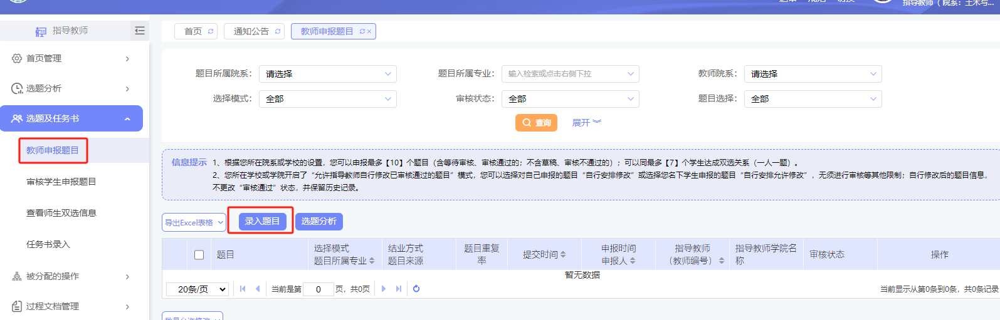 指导教师（院系：土木与...
指导教师
首页
通知公告
教师申报题目
首页管理
选题分析
选题及任务书
教师申报题目
审核学生申报题目
查看师生双选信息
任务书录入
被分配的操作
过程文档管理
题目所属院系：
请选择
题目所属专业：
输入检索或点击右侧下拉
教师院系：
请选择
选择模式：
全部
审核状态：
全部
题目选择：
全部
查询
展开
信息提示
1、根据您所在院系或学校的设置，您可以申报最多【10】个题目（含等待审核、审核通过的；不含草稿、审核不通过的）；可以同最多【7】个学生达成双选关系（一人一题）。
2、您所在学校或学院开启了“允许指导教师自行修改已审核通过的题目”模式，您可以选择对自己申报的题目“自行安排修改”或选择您名下学生申报的题目“自行安排允许修改”，无须进行审核等其他限制；自行修改后的题目信息，
不更改“审核通过”状态，并保留历史记录。
导出Excel表格
录入题目
选题分析
题目
选择模式
题目所属专业
结业方式
题目来源
题目重复
率
提交时间
申报时间
申报人
指导教师
（教师编号）
指导教师学院名
称
审核状态
操作
暂无数据
20条/页
当前是第
0
页，共0页
当前显示从第0条到0条，共0条记录